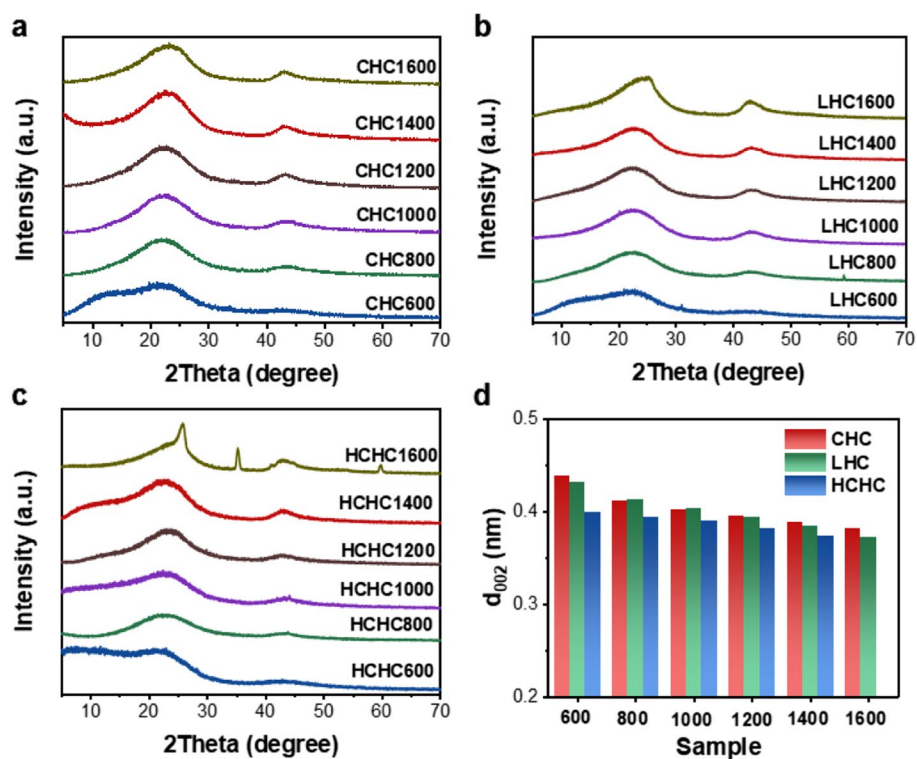 a
CHC1600
CHC1400
CHC1200
CHC1000
CHC800
CHC600
Intensity (a.u.)
10 20 30 40 50 60 70
2Theta (degree)
b
LHC1600
LHC1400
LHC1200
LHC1000
LHC800
LHC600
Intensity (a.u.)
10 20 30 40 50 60 70
2Theta (degree)
c
HCHC1600
HCHC1400
HCHC1200
HCHC1000
HCHC800
HCHC600
Intensity (a.u.)
10 20 30 40 50 60 70
2Theta (degree)
d
0.5
0.4
0.3
0.2
d002 (nm)
CHC
LHC
HCHC
600 800 1000 1200 1400 1600
Sample